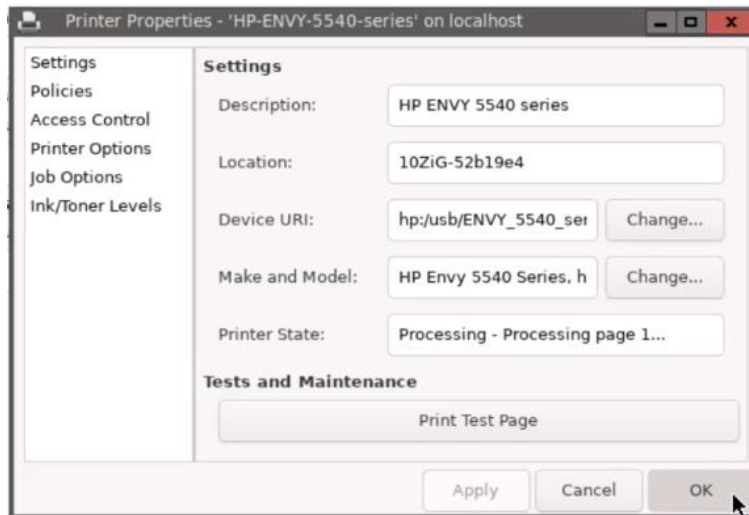 Printer Properties - 'HP-ENVY-5540-series' on localhost
Settings
Policies
Access Control
Printer Options
Job Options
Ink/Toner Levels
Settings
Description: HP ENVY 5540 series
Location: 10ZiG-52b19e4
Device URI: hp:/usb/ENVY_5540_ser Change...
Make and Model: HP Envy 5540 Series, h Change...
Printer State: Processing - Processing page 1...
Tests and Maintenance
Print Test Page
Apply Cancel OK